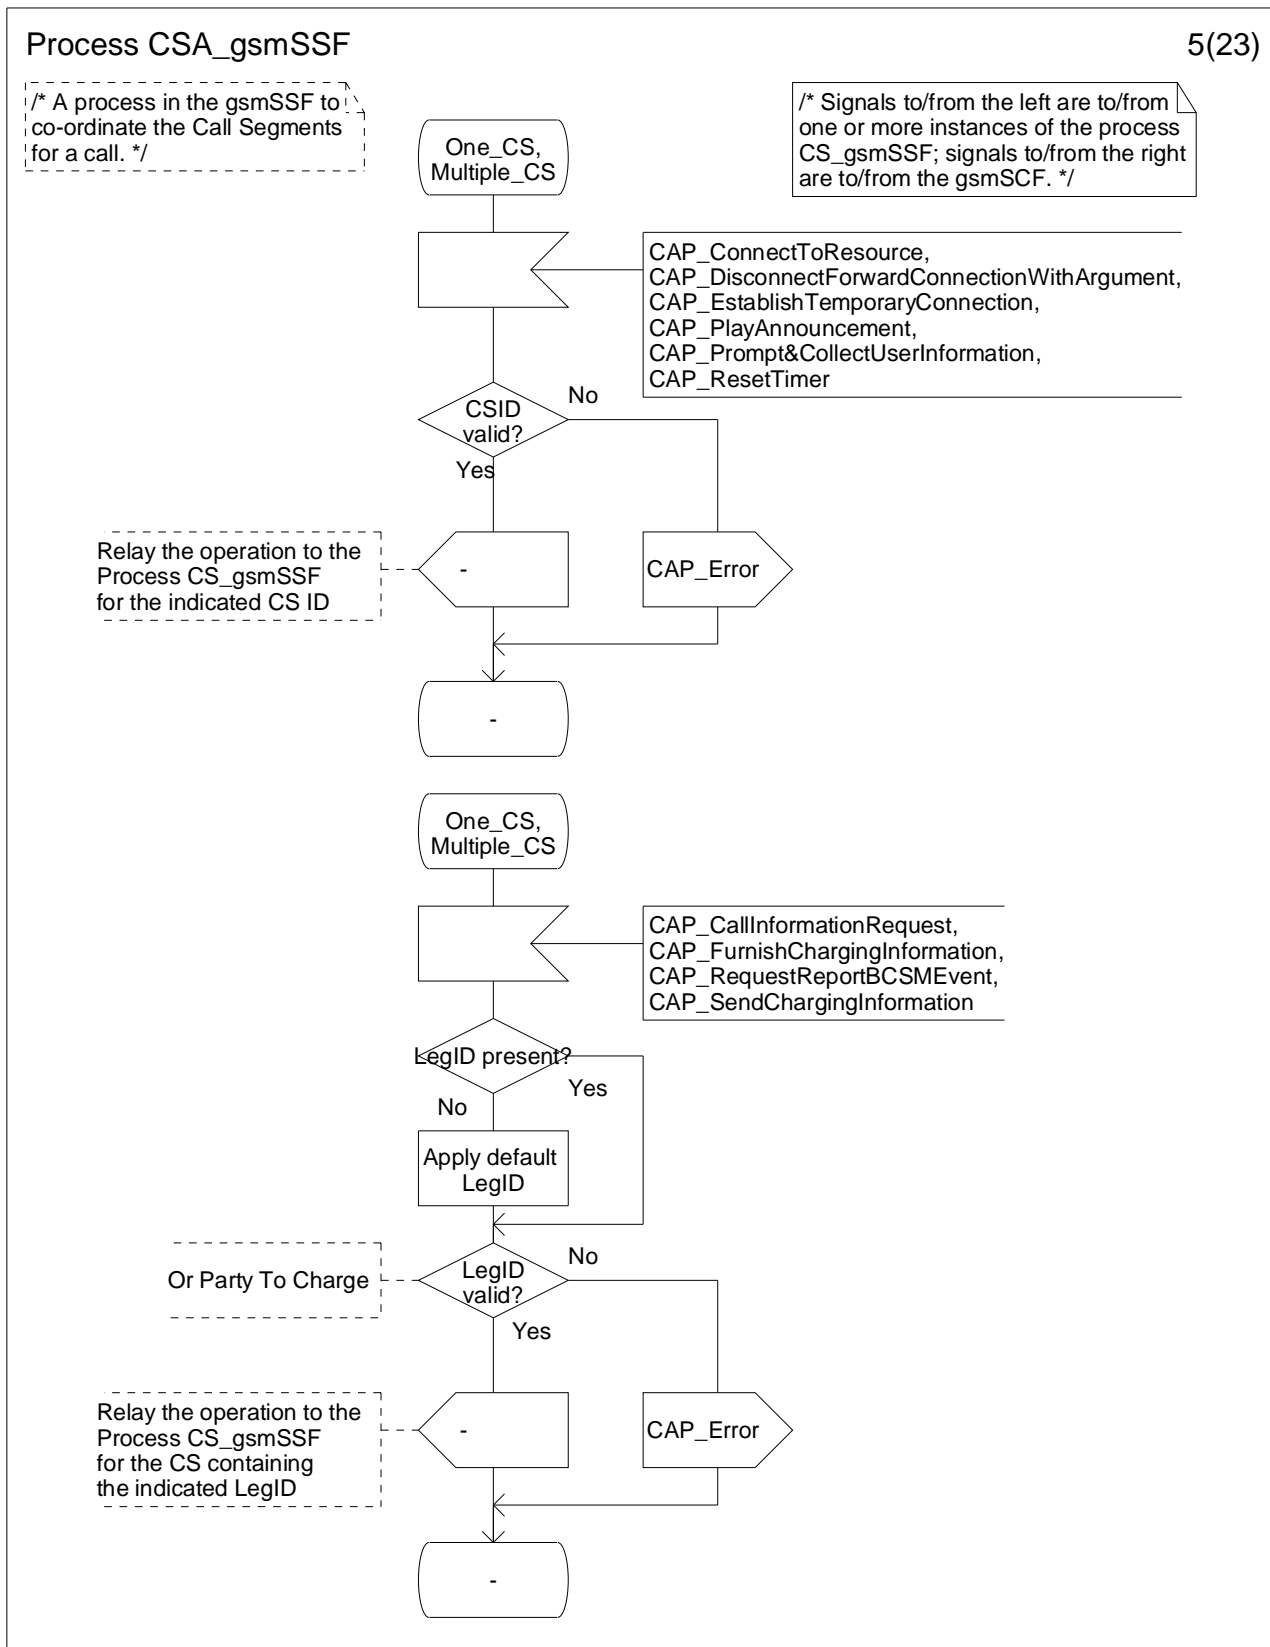 Process CSA_gsmSSF
5(23)
/* A process in the gsmSSF to
co-ordinate the Call Segments
for a call. */
/* Signals to/from the left are to/from
one or more instances of the process
CS_gsmSSF; signals to/from the right
are to/from the gsmSCF. */
One_CS,
Multiple_CS
CAP_ConnectToResource,
CAP_DisconnectForwardConnectionWithArgument,
CAP_EstablishTemporaryConnection,
CAP_PlayAnnouncement,
CAP_Prompt&CollectUserInformation,
CAP_ResetTimer
CSID
valid?
No
Yes
Relay the operation to the
Process CS_gsmSSF
for the indicated CS ID
-
CAP_Error
-
One_CS,
Multiple_CS
CAP_CallInformationRequest,
CAP_FurnishChargingInformation,
CAP_RequestReportBCSMEvent,
CAP_SendChargingInformation
LegID present?
Yes
No
Apply default
LegID
Or Party To Charge
LegID
valid?
No
Yes
Relay the operation to the
Process CS_gsmSSF
for the CS containing
the indicated LegID
-
CAP_Error
-